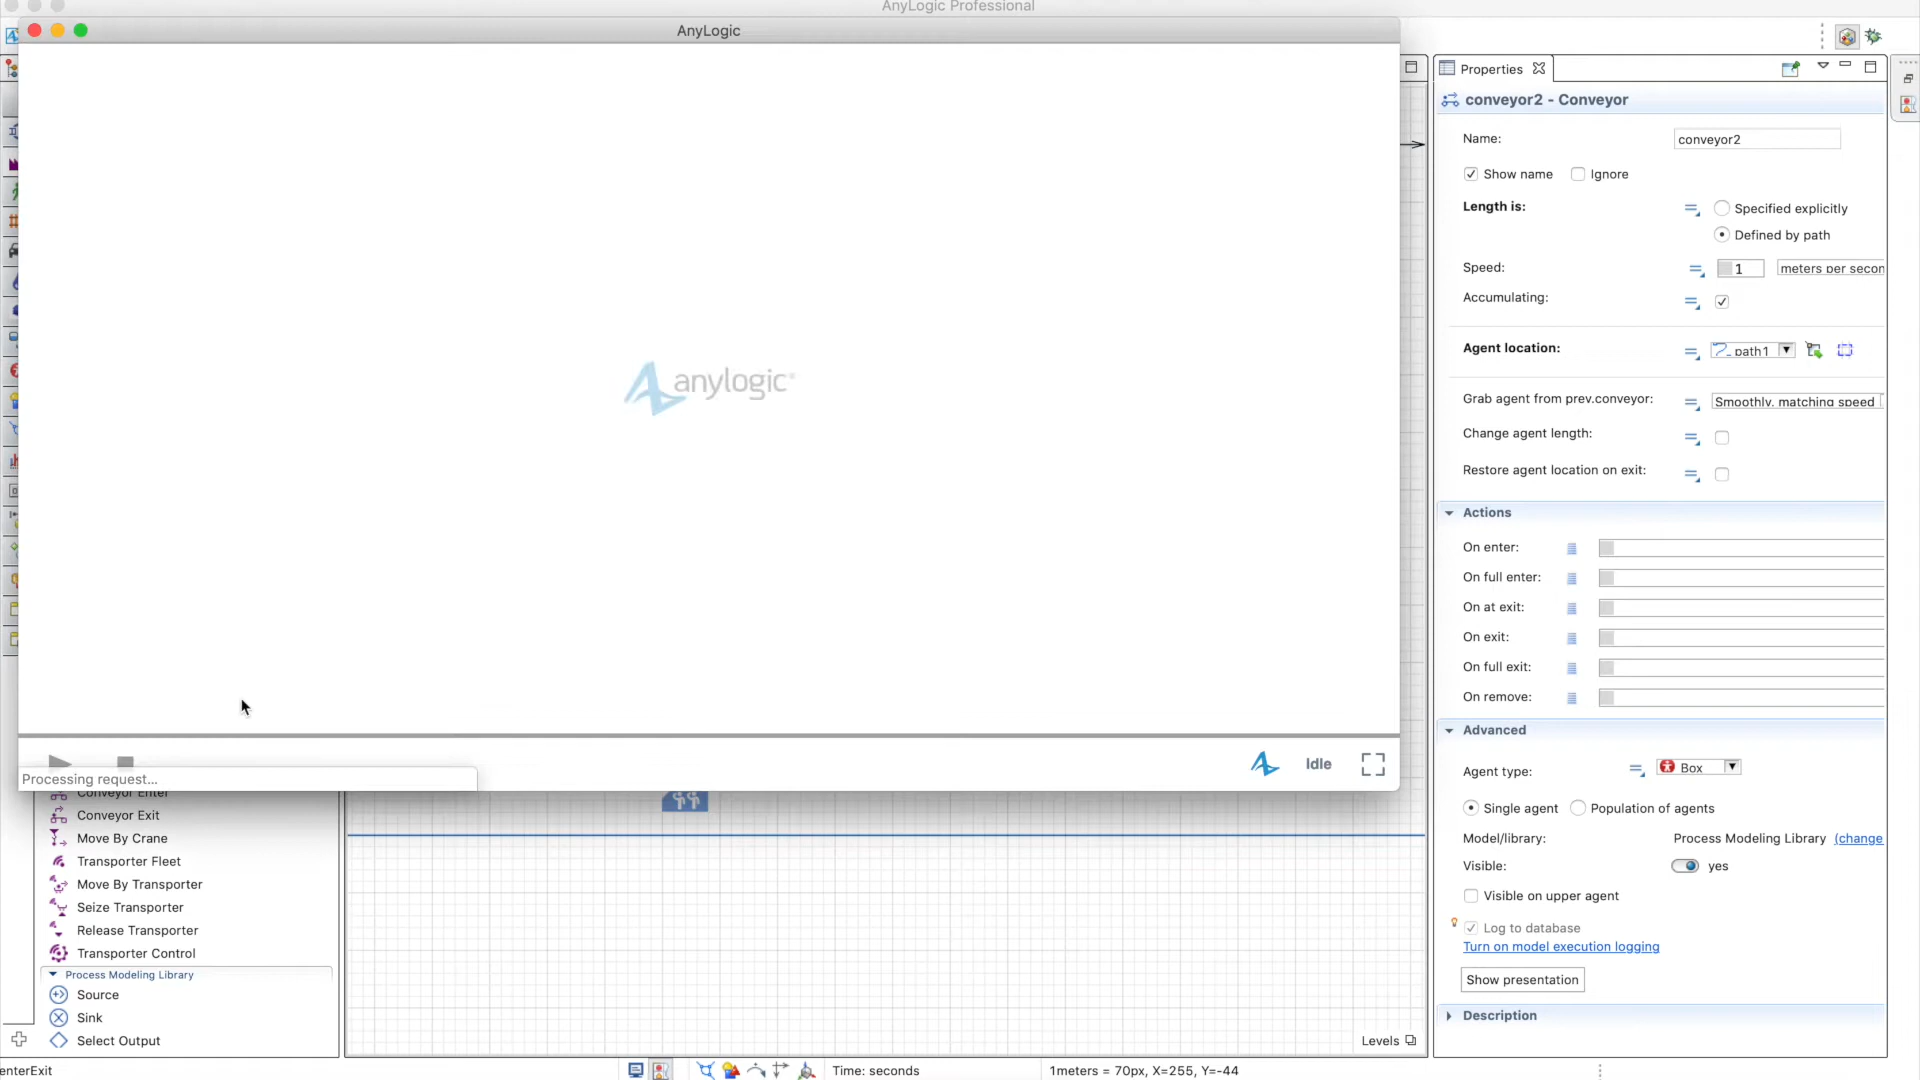 AnyLogic Professional
AnyLogic
anylogic®
Processing request...
Idle
Conveyor Enter
Conveyor Exit
Move By Crane
Transporter Fleet
Move By Transporter
Seize Transporter
Release Transporter
Transporter Control
Process Modeling Library
Source
Sink
Select Output
Levels
Properties
conveyor2 - Conveyor
Name: conveyor2
Show name Ignore
Length is: Specified explicitly
Defined by path
Speed: 1 meters per secon
Accumulating:
Agent location: path1
Grab agent from prev.conveyor: Smoothly, matching speed
Change agent length:
Restore agent location on exit:
Actions
On enter:
On full enter:
On at exit:
On exit:
On full exit:
On remove:
Advanced
Agent type: Box
Single agent Population of agents
Model/library: Process Modeling Library (change
Visible: yes
Visible on upper agent
Log to database
Turn on model execution logging
Show presentation
Description
enterExit
Time: seconds
1meters = 70px, X=255, Y=-44